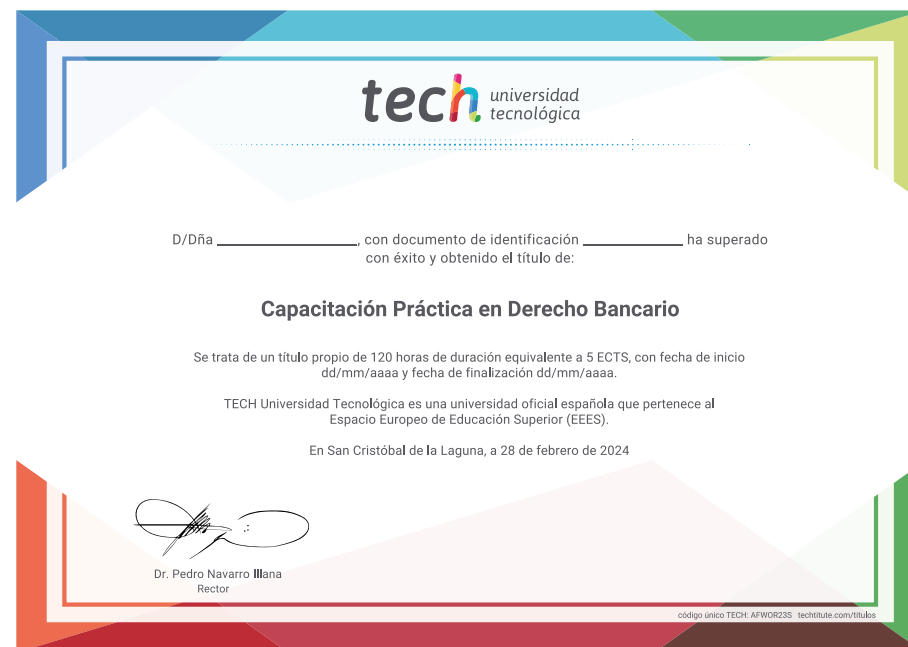 tech universidad
tecnológica
D/Dña ____________________, con documento de identificación ______________ ha superado
con éxito y obtenido el título de:
Capacitación Práctica en Derecho Bancario
Se trata de un título propio de 120 horas de duración equivalente a 5 ECTS, con fecha de inicio
dd/mm/aaaa y fecha de finalización dd/mm/aaaa.
TECH Universidad Tecnológica es una universidad oficial española que pertenece al
Espacio Europeo de Educación Superior (EEES).
En San Cristóbal de la Laguna, a 28 de febrero de 2024
Dr. Pedro Navarro Illana
Rector
código único TECH: AFWOR23S techtitute.com/titulos